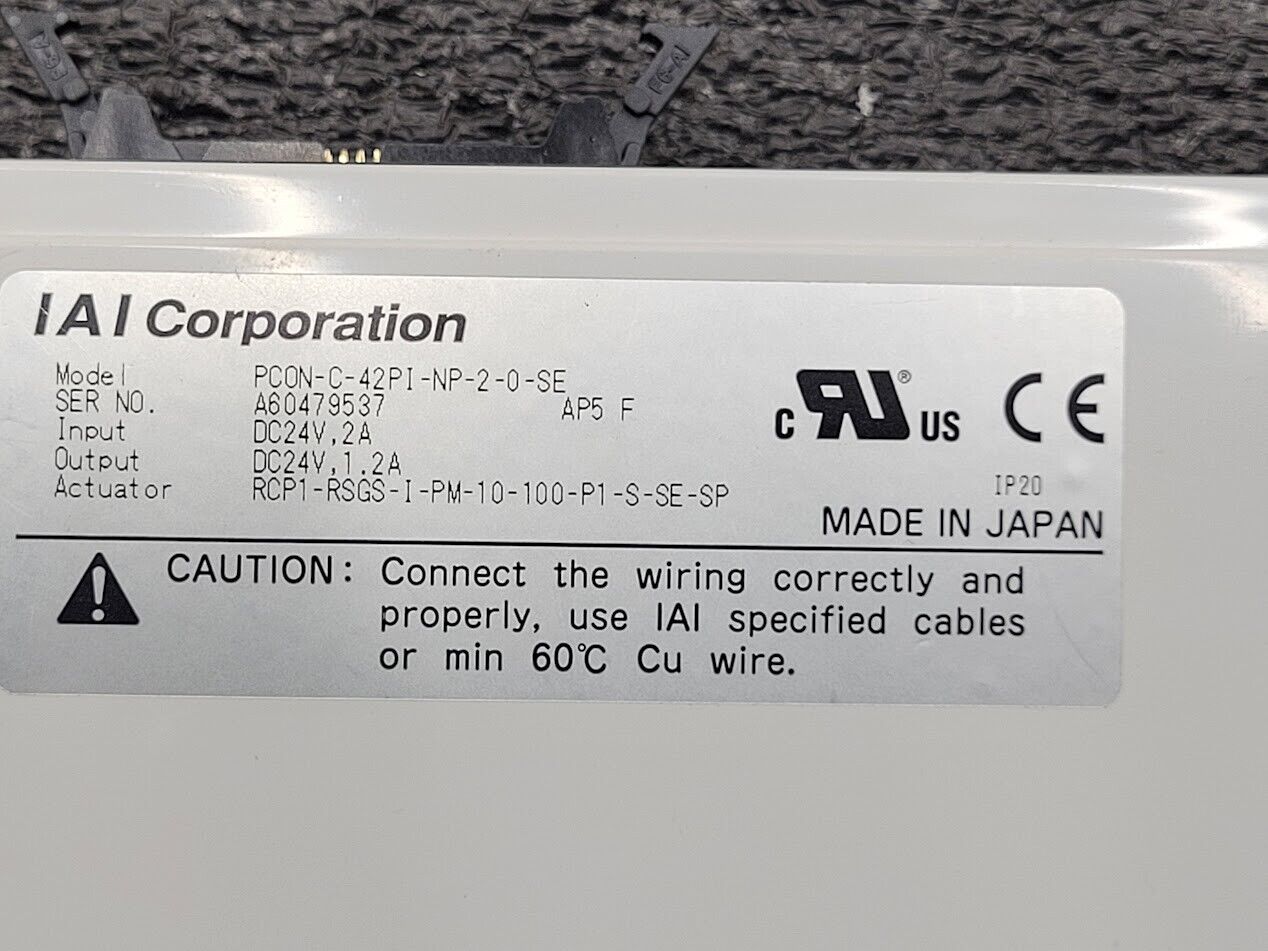 IAI Corporation
Model PCON-C-42PI-NP-2-0-SE
SER NO. A60479537 AP5 F
Input DC24V,2A
Output DC24V,1.2A
Actuator RCP1-RSGS-I-PM-10-100-P1-S-SE-SP
c RU ® US CE
IP20
MADE IN JAPAN
CAUTION: Connect the wiring correctly and
properly, use IAI specified cables
or min 60℃ Cu wire.